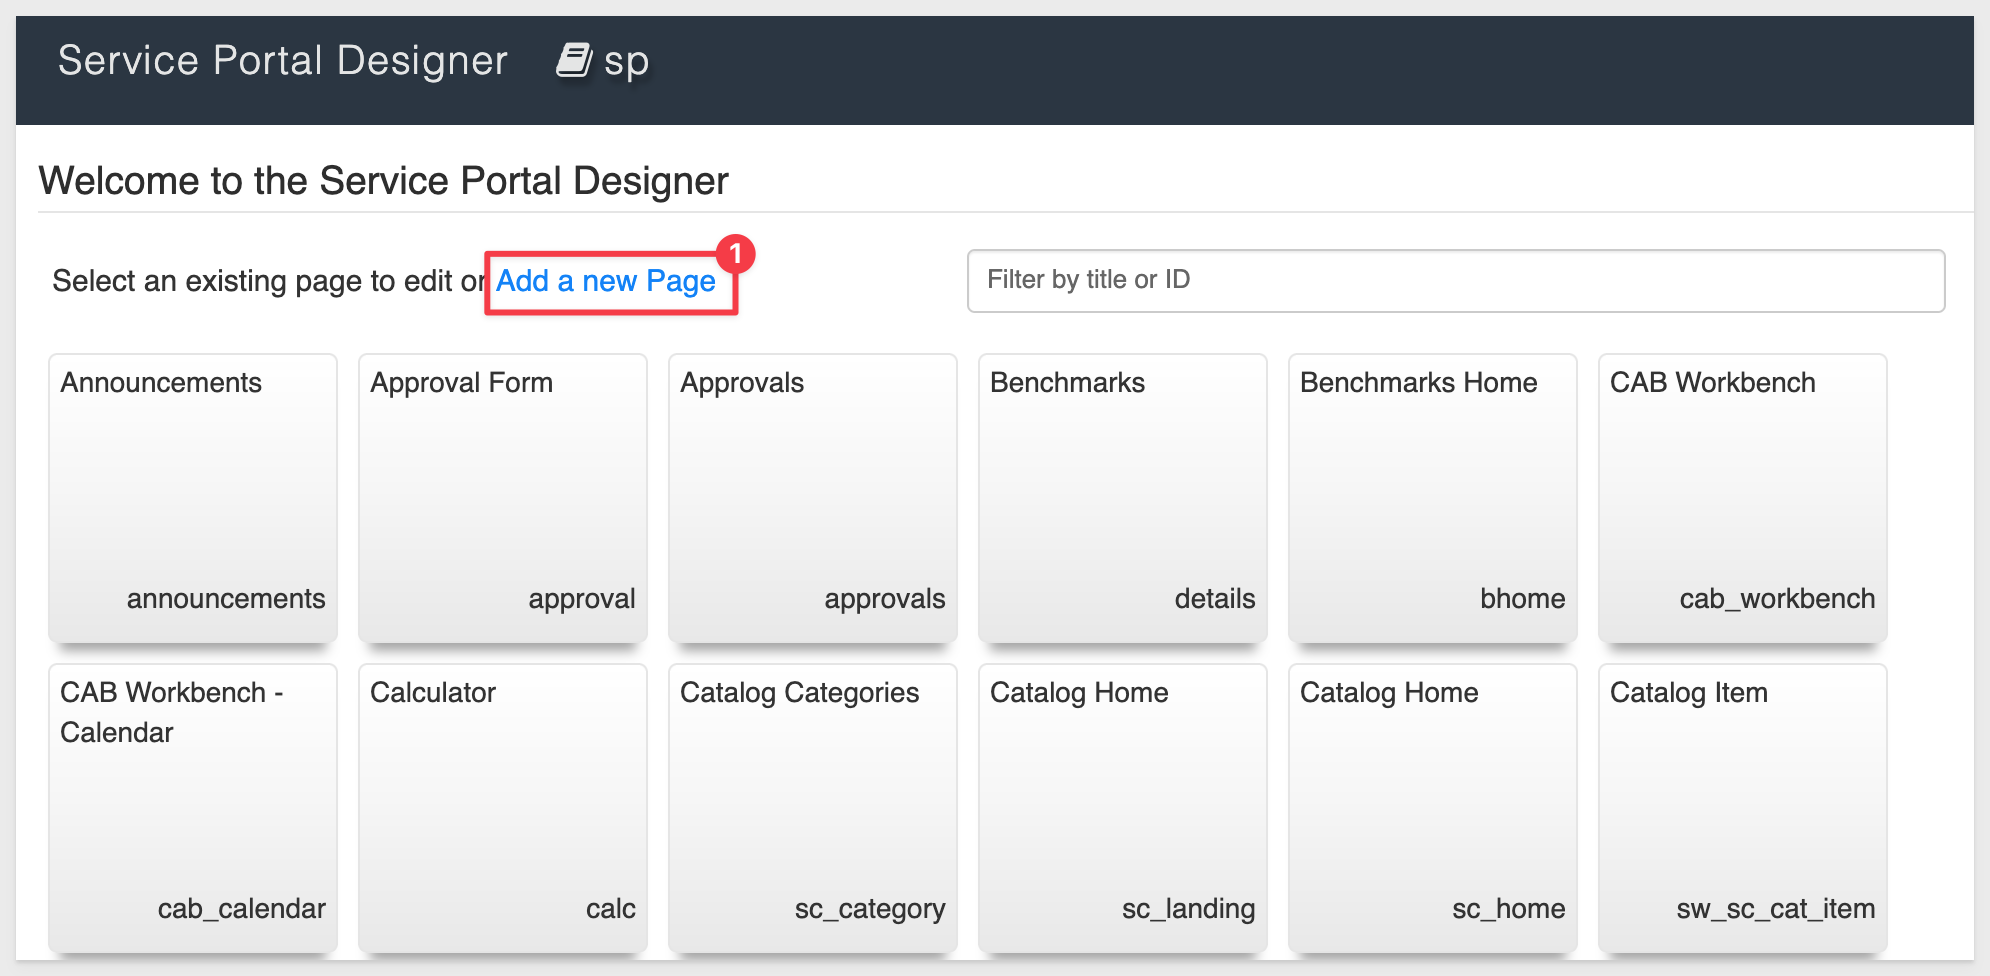 Service Portal Designer sp
Welcome to the Service Portal Designer
Select an existing page to edit or Add a new Page
1
Filter by title or ID
Announcements
announcements
Approval Form
approval
Approvals
approvals
Benchmarks
details
Benchmarks Home
bhome
CAB Workbench
cab_workbench
CAB Workbench -
Calendar
cab_calendar
Calculator
calc
Catalog Categories
sc_category
Catalog Home
sc_landing
Catalog Home
sc_home
Catalog Item
sw_sc_cat_item